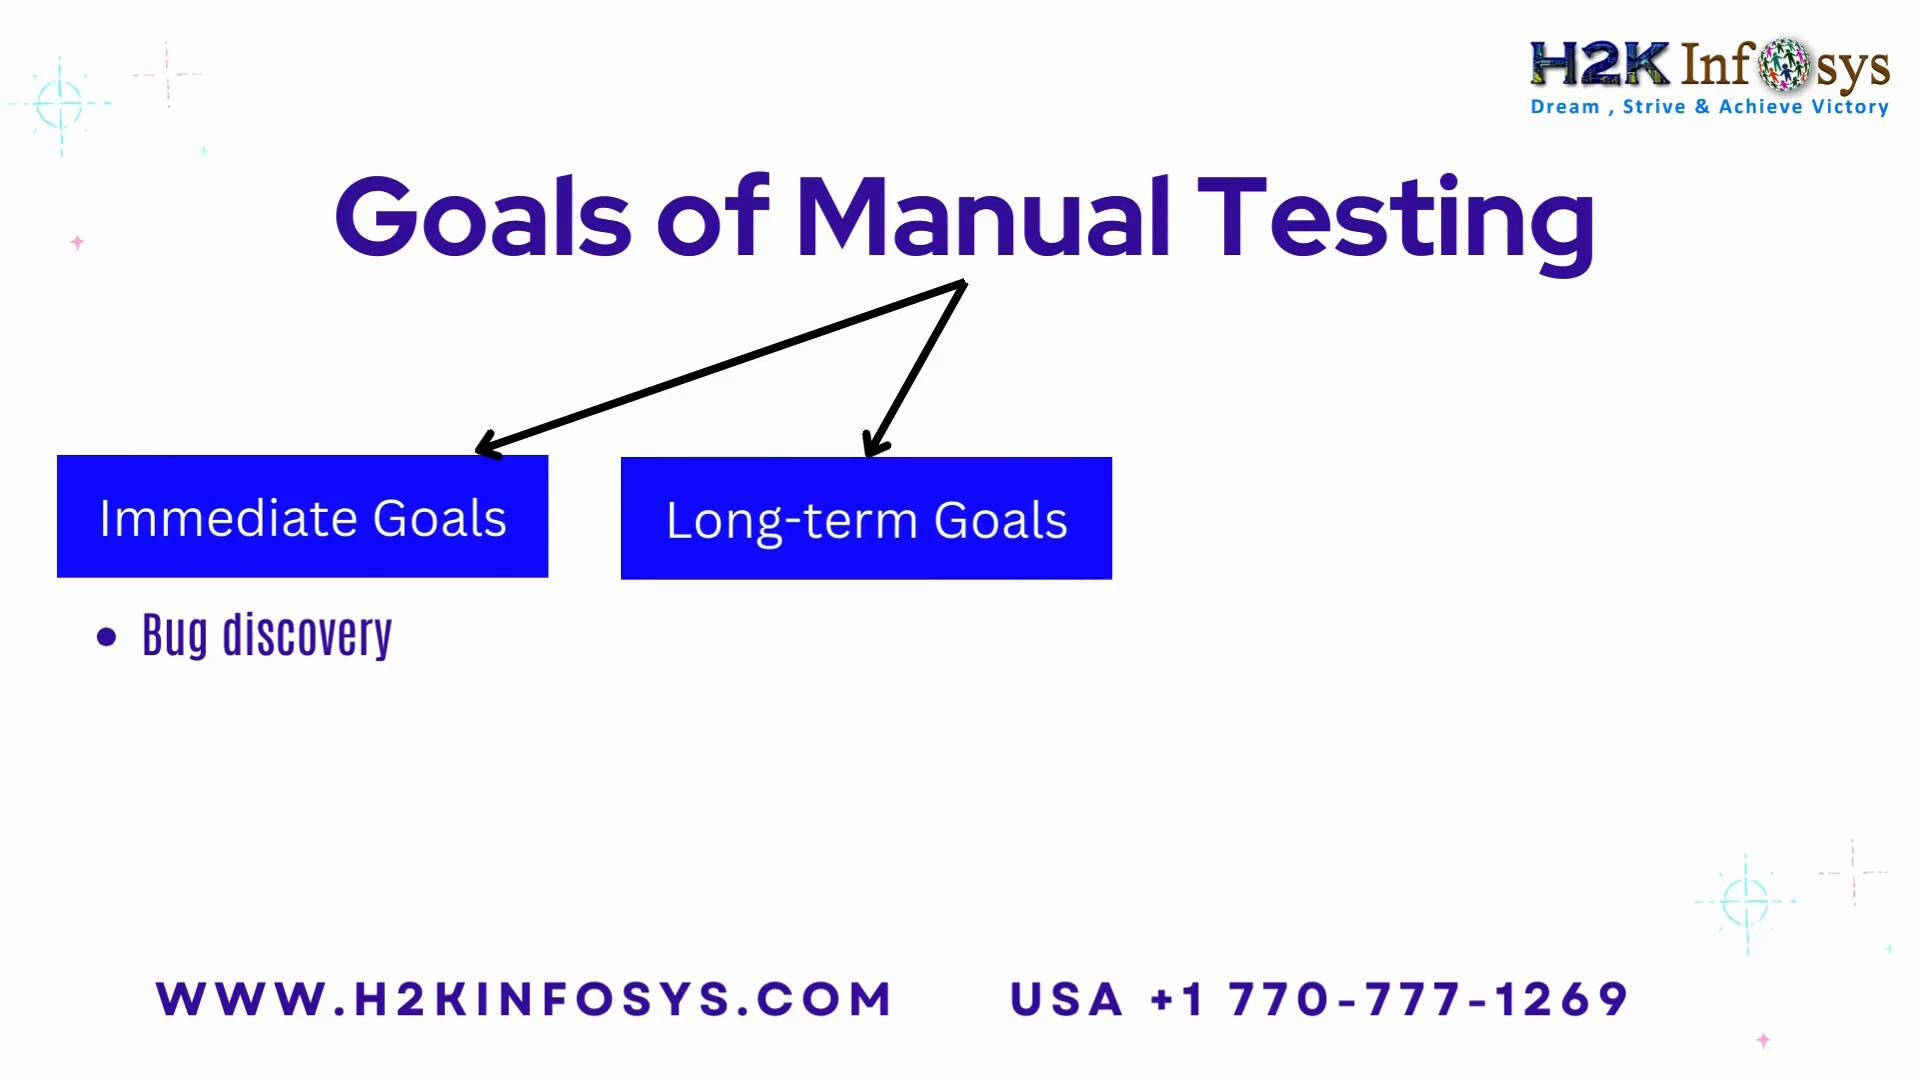 H2K Infosys
Dream , Strive & Achieve Victory
Goals of Manual Testing
Immediate Goals
Long-term Goals
• Bug discovery
WWW.H2KINFOSYS.COM
USA +1 770-777-1269